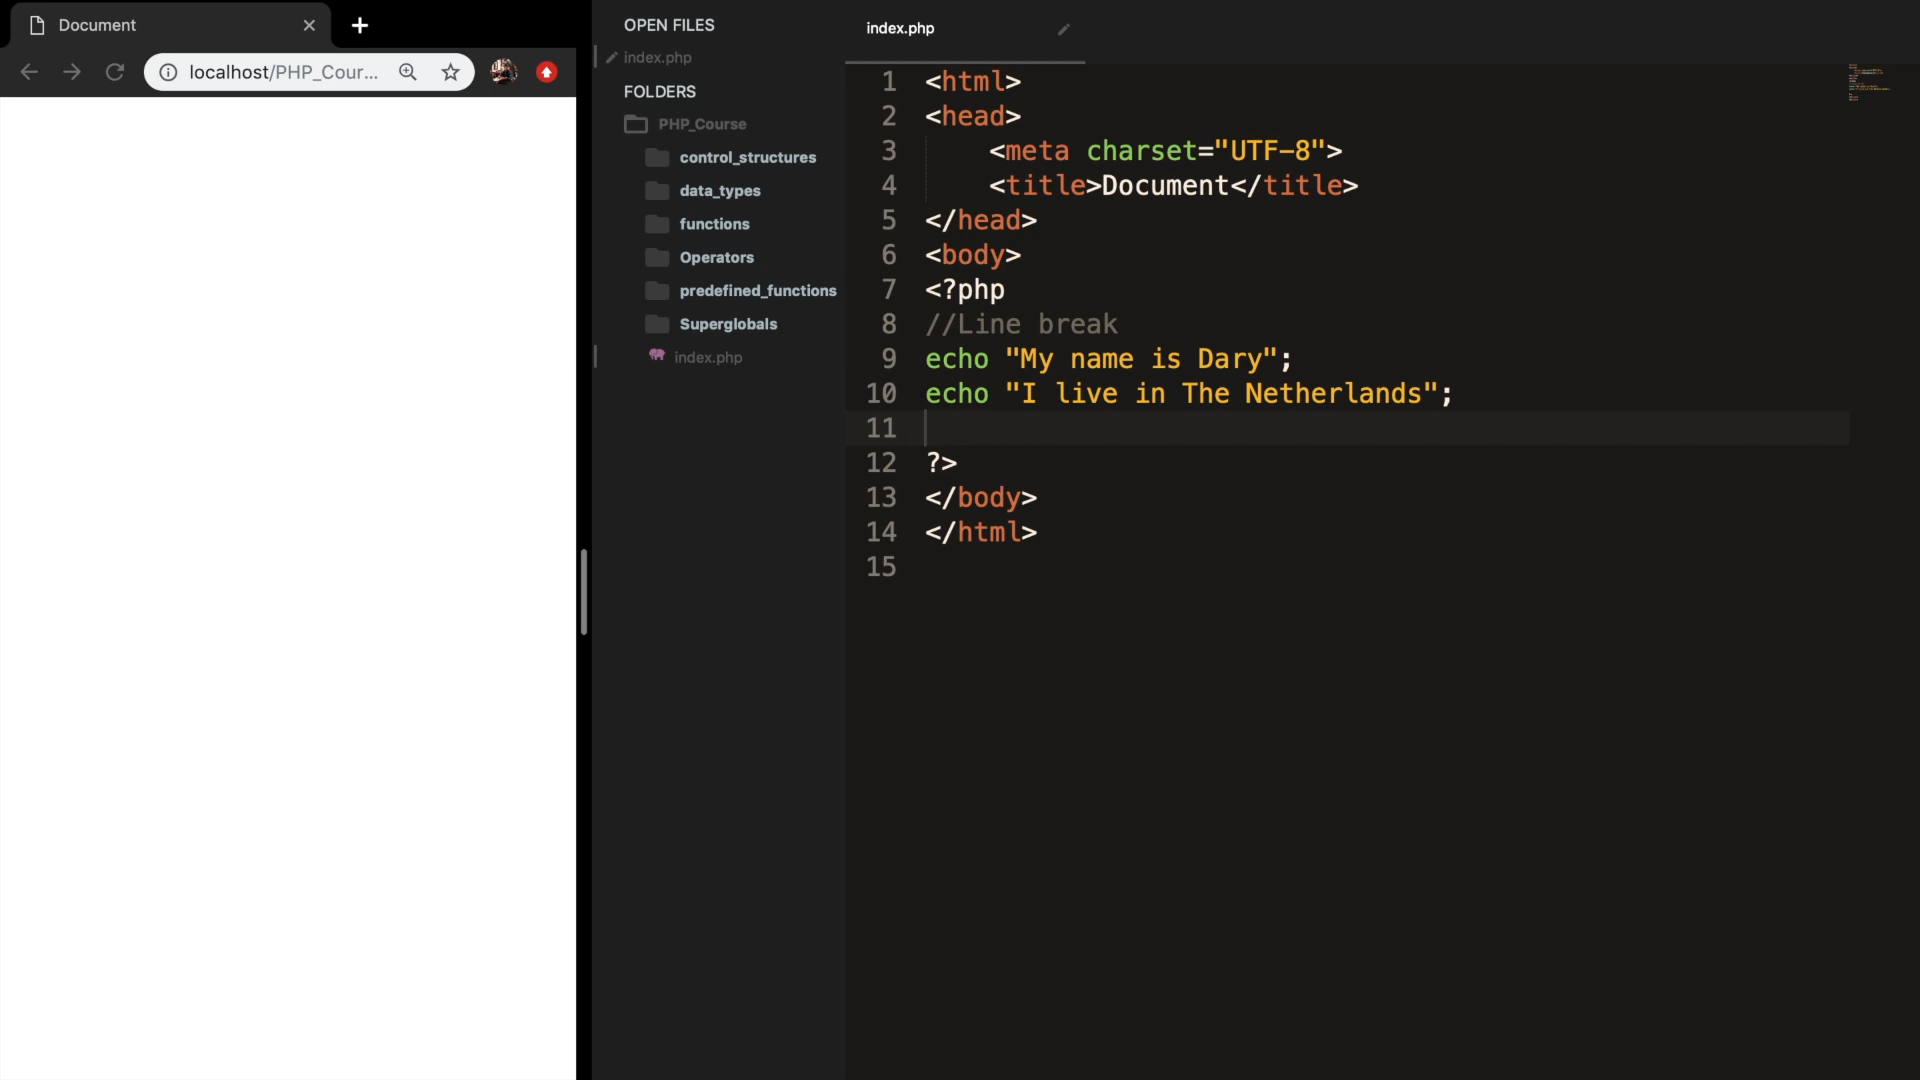 Document
localhost/PHP_Cour...
OPEN FILES
index.php
FOLDERS
PHP_Course
control_structures
data_types
functions
Operators
predefined_functions
Superglobals
index.php
index.php
1 <html>
2 <head>
3     <meta charset="UTF-8">
4     <title>Document</title>
5 </head>
6 <body>
7 <?php
8 //Line break
9 echo "My name is Dary";
10 echo "I live in The Netherlands";
11
12 ?>
13 </body>
14 </html>
15